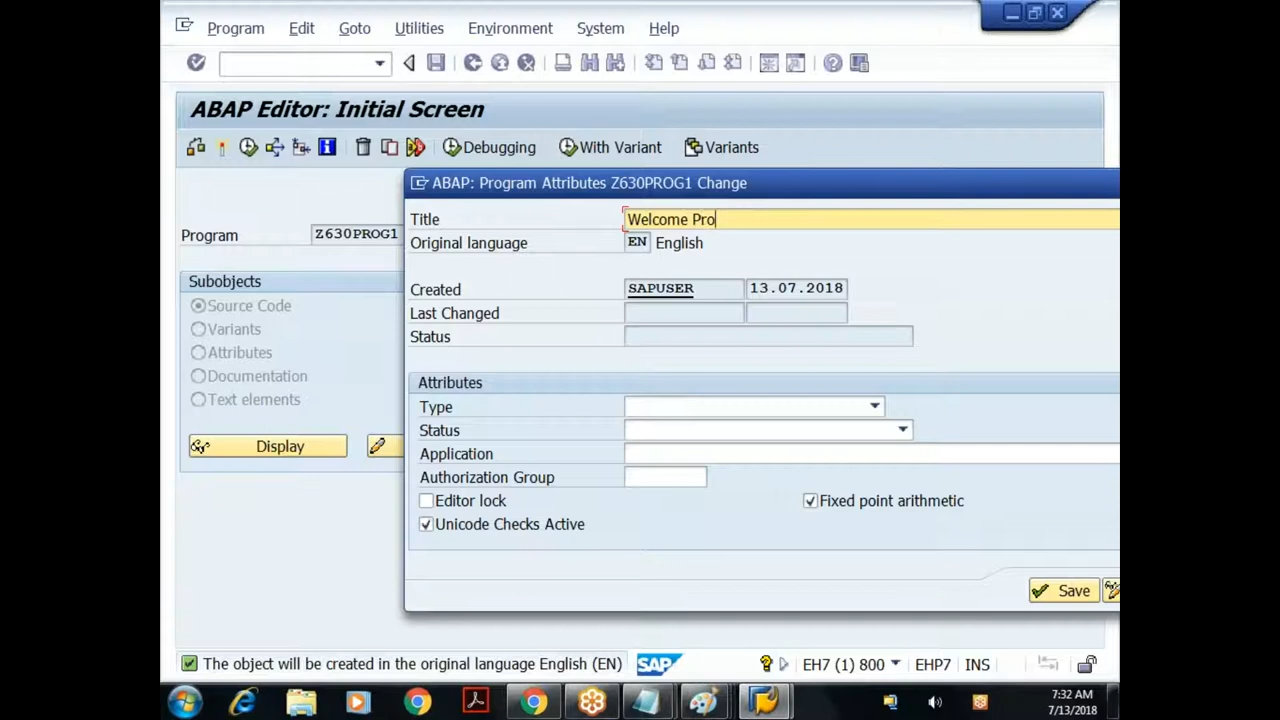 Program Edit Goto Utilities Environment System Help
ABAP Editor: Initial Screen
Debugging With Variant Variants
ABAP: Program Attributes Z630PROG1 Change
Title Welcome Pro
Program Z630PROG1
Original language EN English
Subobjects
Created SAPUSER 13.07.2018
Source Code
Last Changed
Variants
Status
Attributes
Documentation
Attributes
Text elements
Type
Status
Display
Application
Authorization Group
Editor lock Fixed point arithmetic
Unicode Checks Active
Save
The object will be created in the original language English (EN) SAP EH7 (1) 800 EHP7 INS
7:32 AM
7/13/2018